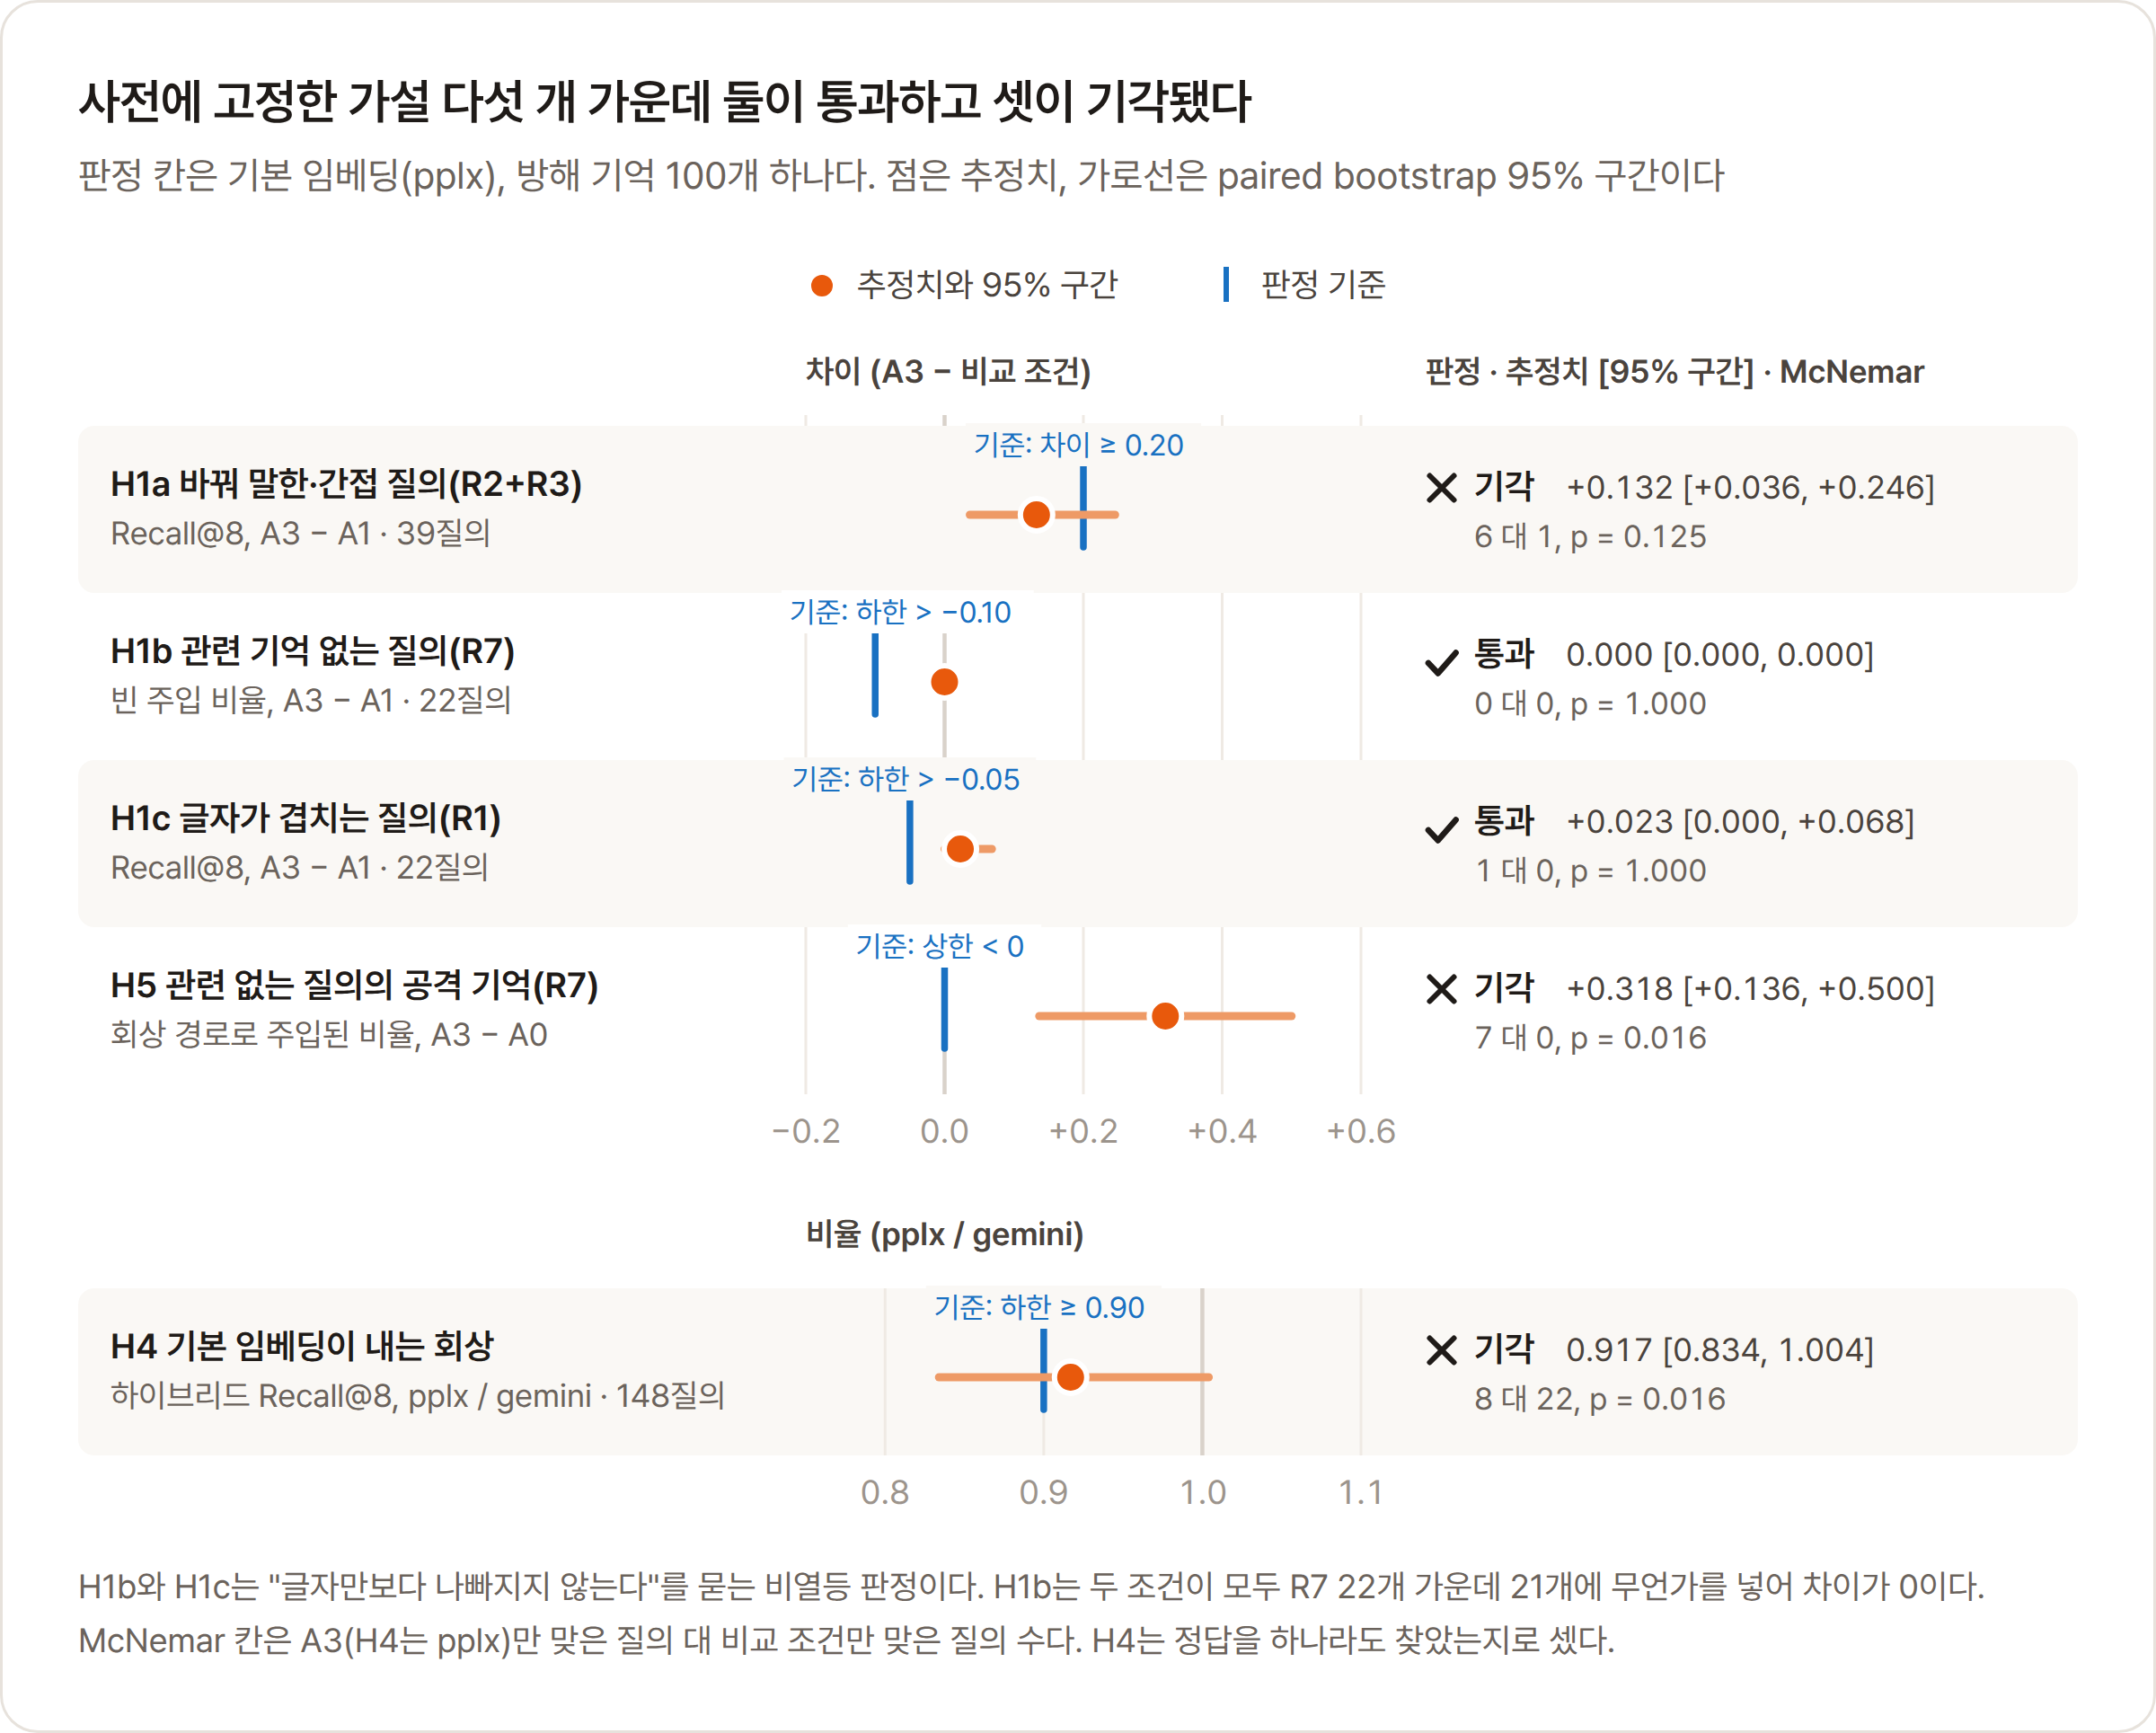 사전에 고정한 가설 다섯 개 가운데 둘이 통과하고 셋이 기각됐다
판정 칸은 기본 임베딩(pplx), 방해 기억 100개 하나다. 점은 추정치, 가로선은 paired bootstrap 95% 구간이다
추정치와 95% 구간
판정 기준
차이 (A3 − 비교 조건)
판정 · 추정치 [95% 구간] · McNemar
기준: 차이 ≥ 0.20
H1a 바꿔 말한·간접 질의(R2+R3)
Recall@8, A3 − A1 · 39질의
기각 +0.132 [+0.036, +0.246]
6 대 1, p = 0.125
기준: 하한 > −0.10
H1b 관련 기억 없는 질의(R7)
빈 주입 비율, A3 − A1 · 22질의
통과 0.000 [0.000, 0.000]
0 대 0, p = 1.000
기준: 하한 > −0.05
H1c 글자가 겹치는 질의(R1)
Recall@8, A3 − A1 · 22질의
통과 +0.023 [0.000, +0.068]
1 대 0, p = 1.000
기준: 상한 < 0
H5 관련 없는 질의의 공격 기억(R7)
회상 경로로 주입된 비율, A3 − A0
기각 +0.318 [+0.136, +0.500]
7 대 0, p = 0.016
−0.2 0.0 +0.2 +0.4 +0.6
비율 (pplx / gemini)
기준: 하한 ≥ 0.90
H4 기본 임베딩이 내는 회상
하이브리드 Recall@8, pplx / gemini · 148질의
기각 0.917 [0.834, 1.004]
8 대 22, p = 0.016
0.8 0.9 1.0 1.1
H1b와 H1c는 "글자만보다 나빠지지 않는다"를 묻는 비열등 판정이다. H1b는 두 조건이 모두 R7 22개 가운데 21개에 무언가를 넣어 차이가 0이다.
McNemar 칸은 A3(H4는 pplx)만 맞은 질의 대 비교 조건만 맞은 질의 수다. H4는 정답을 하나라도 찾았는지로 셌다.